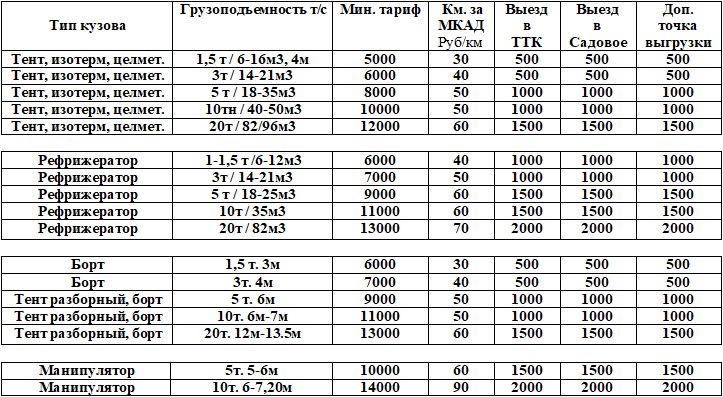 Тип кузова Грузоподъемность т/с Мин. тариф Км. за МКАД Руб/км Выезд в ТТК Выезд в Садовое Доп. точка выгрузки
Тент, изотерм, целмет. 1,5 т / 6-16м3, 4м 5000 30 500 500 500
Тент, изотерм, целмет. 3т / 14-21м3 6000 40 500 500 500
Тент, изотерм, целмет. 5 т / 18-35м3 8000 50 1000 1000 1000
Тент, изотерм, целмет. 10тн / 40-50м3 10000 50 1000 1000 1000
Тент, изотерм, целмет. 20т / 82/96м3 12000 60 1500 1500 1500
Рефрижератор 1-1,5 т /6-12м3 6000 40 1000 1000 1000
Рефрижератор 3т / 14-21м3 7000 50 1000 1000 1000
Рефрижератор 5 т / 18-25м3 9000 60 1500 1500 1500
Рефрижератор 10т / 35м3 11000 60 1500 1500 1500
Рефрижератор 20т / 82м3 13000 70 2000 2000 2000
Борт 1,5 т. 3м 6000 30 500 500 500
Борт 3т. 4м 7000 40 500 500 500
Тент разборный, борт 5 т. 6м 9000 50 1000 1000 1000
Тент разборный, борт 10т. 6м-7м 11000 50 1000 1000 1000
Тент разборный, борт 20т. 12м-13.5м 13000 60 1500 1500 1500
Манипулятор 5т. 5-6м 10000 60 1500 1500 1500
Манипулятор 10т. 6-7,20м 14000 90 2000 2000 2000